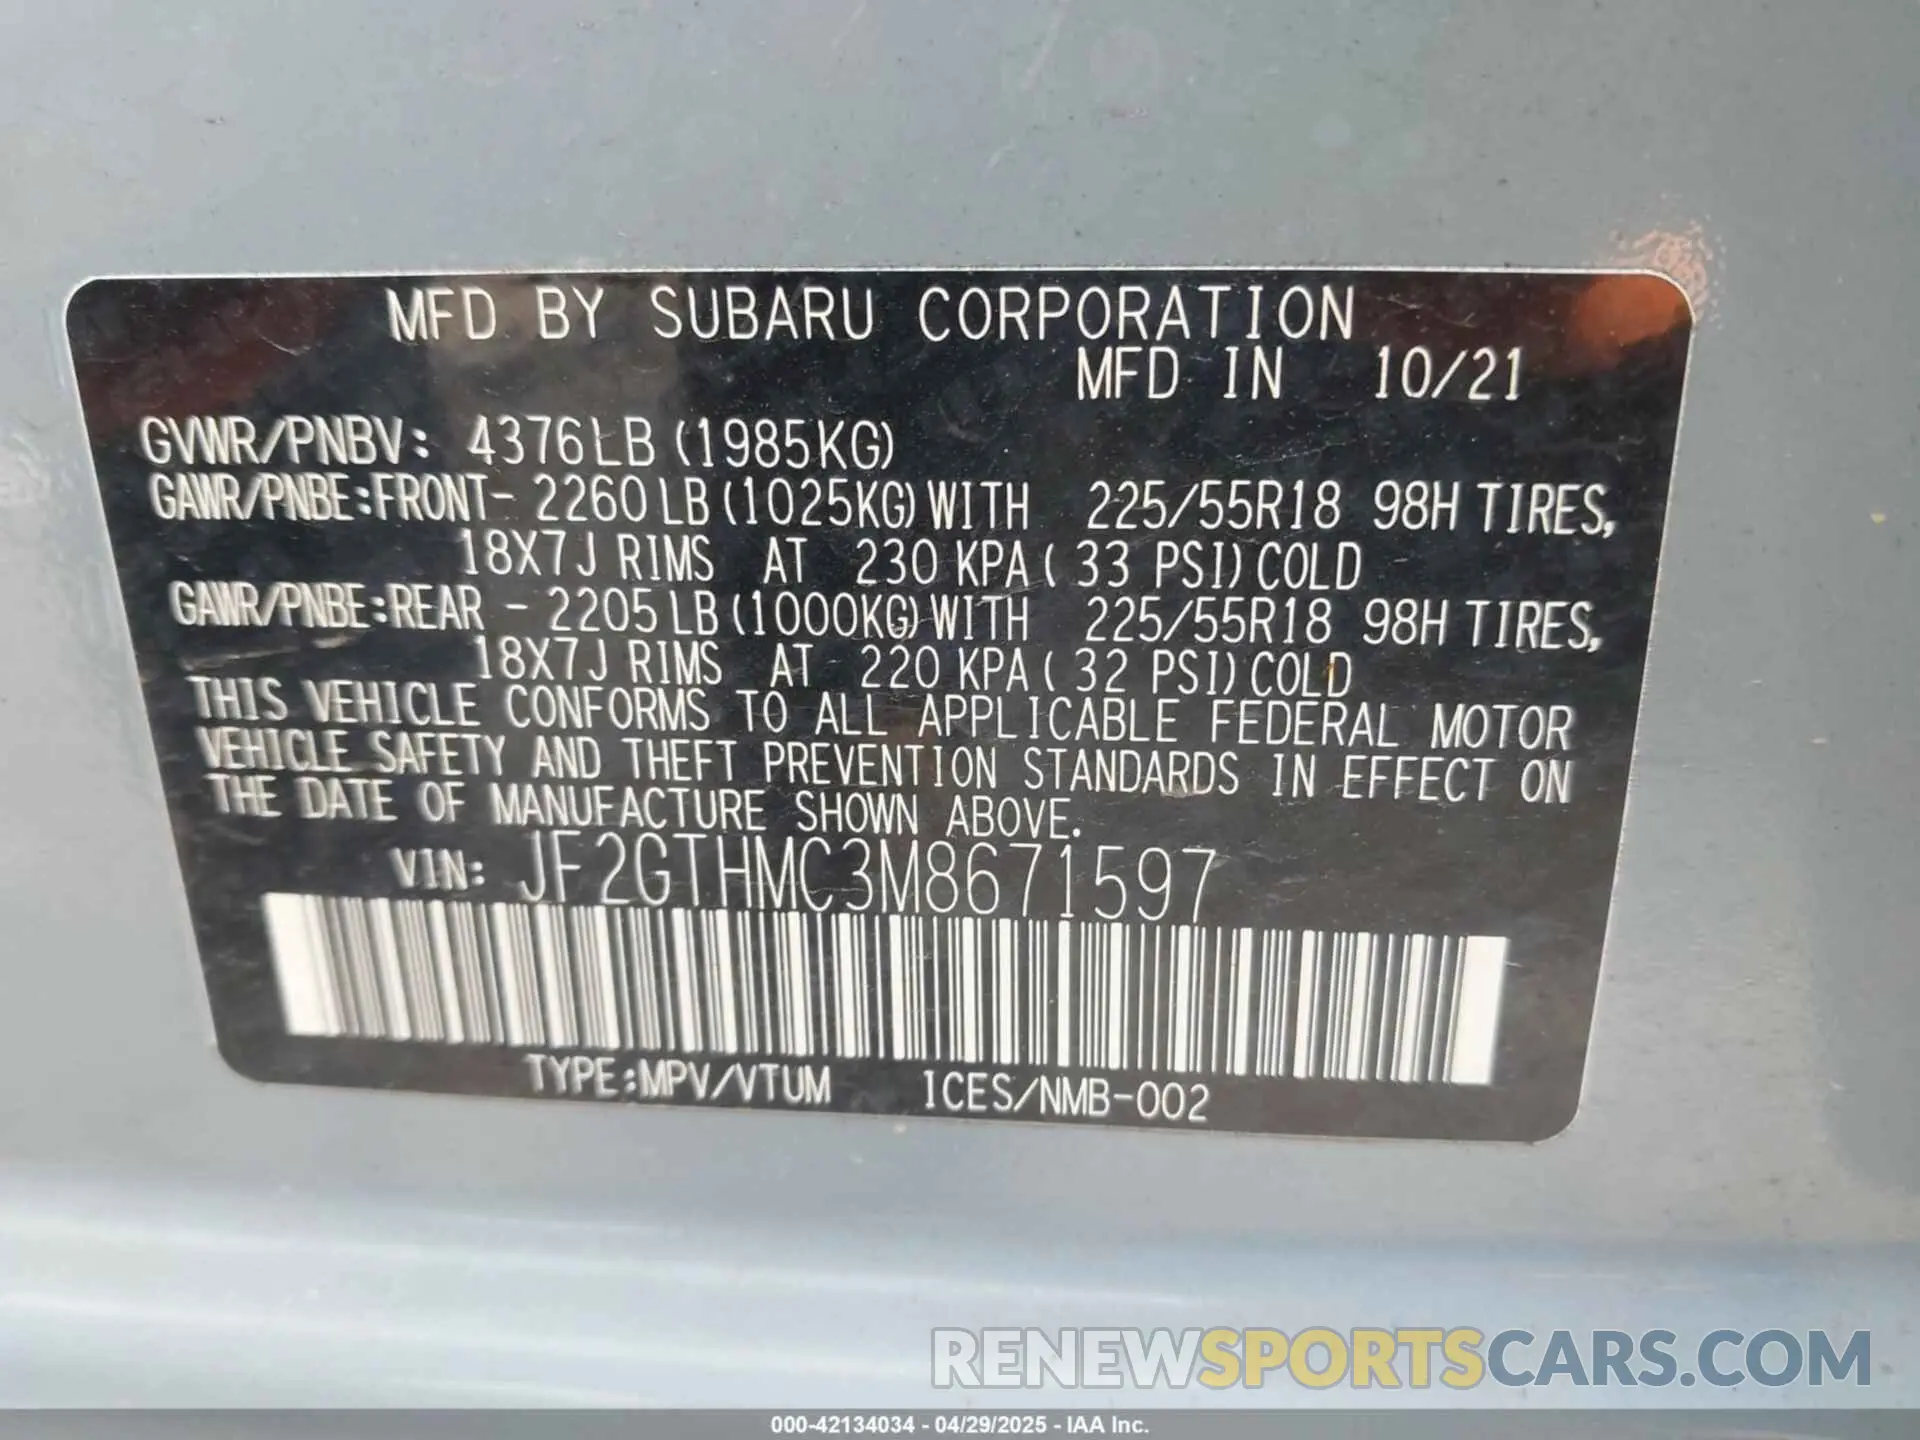 MFD BY SUBARU CORPORATION
MFD IN 10/21
GVWR/PNBV: 4376LB (1985KG)
GAWR/PNBE:FRONT- 2260LB (1025KG) WITH 225/55R18 98H TIRES,
18X7J RIMS AT 230 KPA ( 33 PSI) COLD
GAWR/PNBE:REAR - 2205LB (1000KG) WITH 225/55R18 98H TIRES,
18X7J RIMS AT 220 KPA ( 32 PSI) COLD
THIS VEHICLE CONFORMS TO ALL APPLICABLE FEDERAL MOTOR
VEHICLE SAFETY AND THEFT PREVENTION STANDARDS IN EFFECT ON
THE DATE OF MANUFACTURE SHOWN ABOVE.
VIN: JF2GTHMC3M8671597
TYPE:MPV/VTUM ICES/NMB-002
RENEWSPORTSCARS.COM
000-42134034 - 04/29/2025 - IAA Inc.